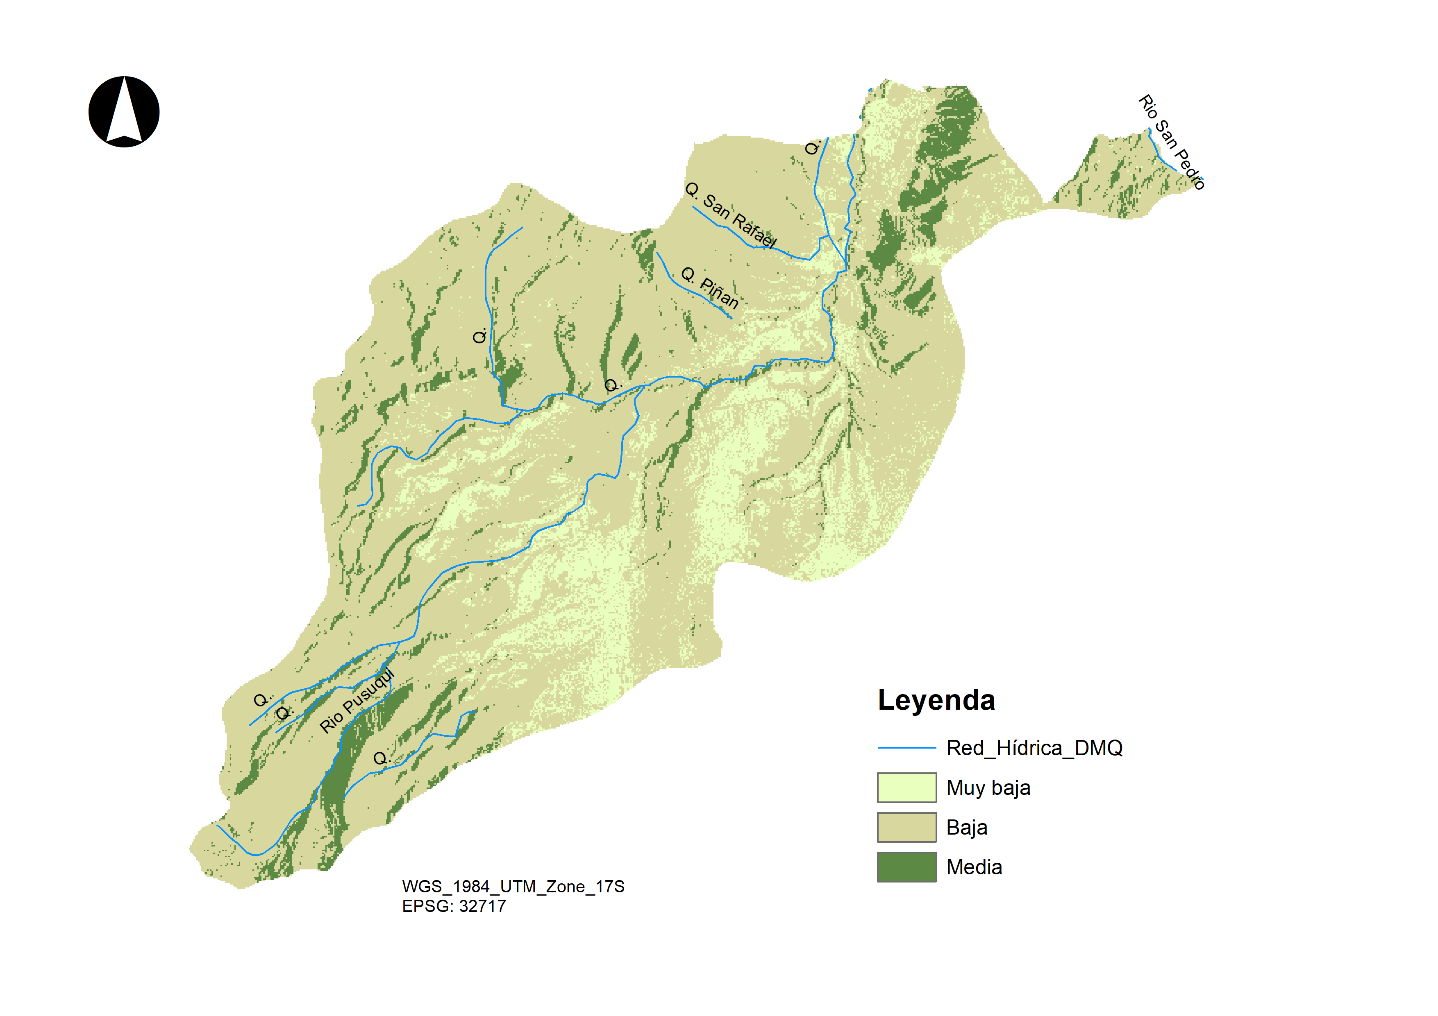 Rio San Pedro
Q.
Q. San Rafael
Q. Piñan
Q.
Q.
Q.
Q.
Rio Pusuqui
Q.
Leyenda
Red_Hídrica_DMQ
Muy baja
Baja
Media
WGS_1984_UTM_Zone_17S
EPSG: 32717